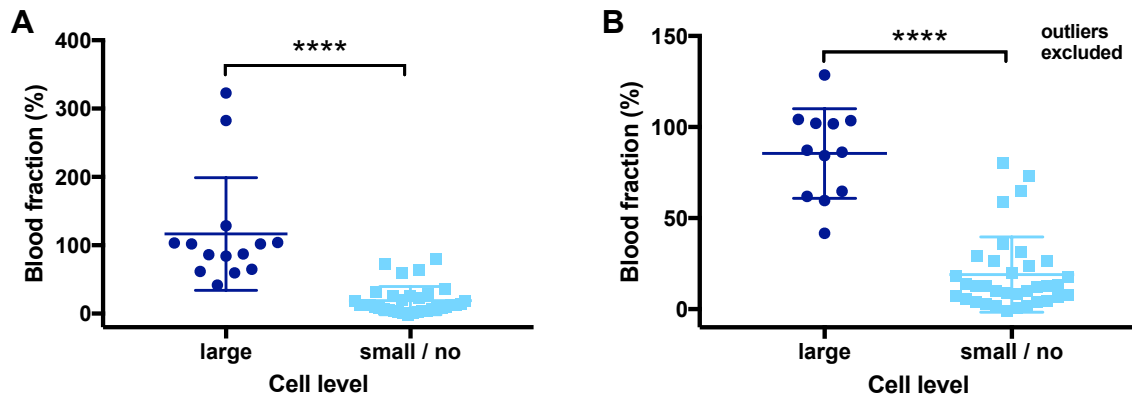 A
Blood fraction (%)
400
300
200
100
0
****
large
small / no
Cell level
B
outliers
excluded
Blood fraction (%)
150
100
50
0
****
large
small / no
Cell level